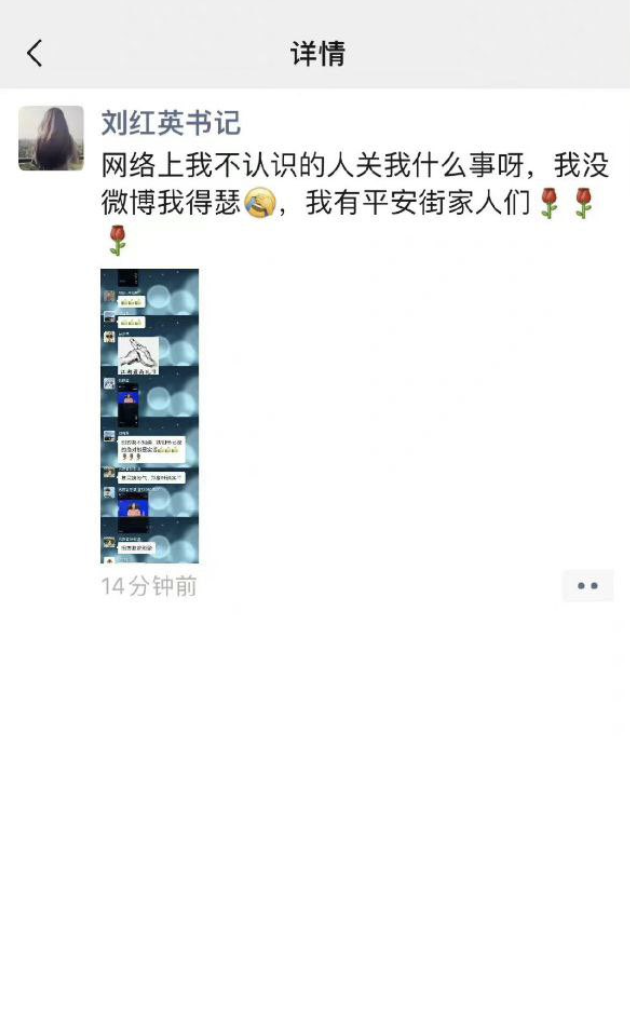 详情
刘红英书记
网络上我不认识的人关我什么事呀，我没
微博我得瑟🤣，我有平安街家人们🌹🌹
🌹
14分钟前